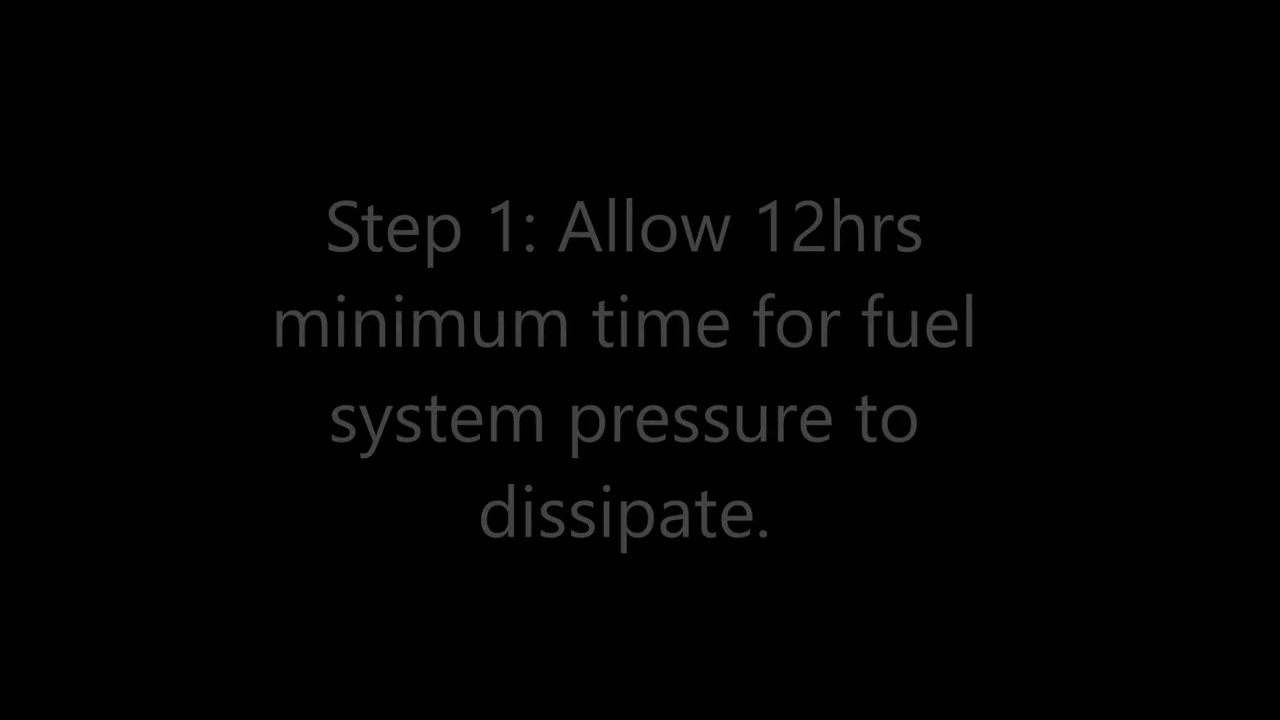 Step 1: Allow 12hrs
minimum time for fuel
system pressure to
dissipate.